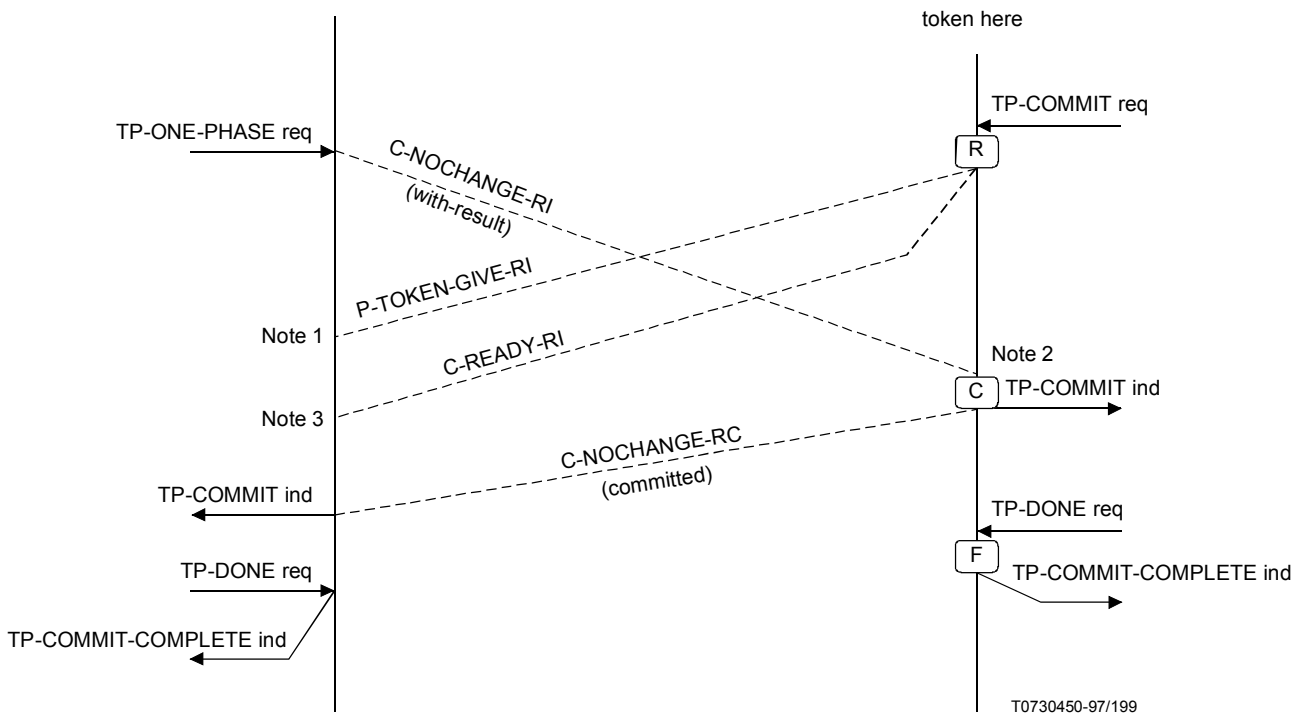 token here
TP-COMMIT req
TP-ONE-PHASE req
R
C-NOCHANGE-RI
(with-result)
P-TOKEN-GIVE-RI
Note 1
C-READY-RI
Note 2
C
TP-COMMIT ind
Note 3
C-NOCHANGE-RC
(committed)
TP-COMMIT ind
TP-DONE req
F
TP-DONE req
TP-COMMIT-COMPLETE ind
TP-COMMIT-COMPLETE ind
T0730450-97/199